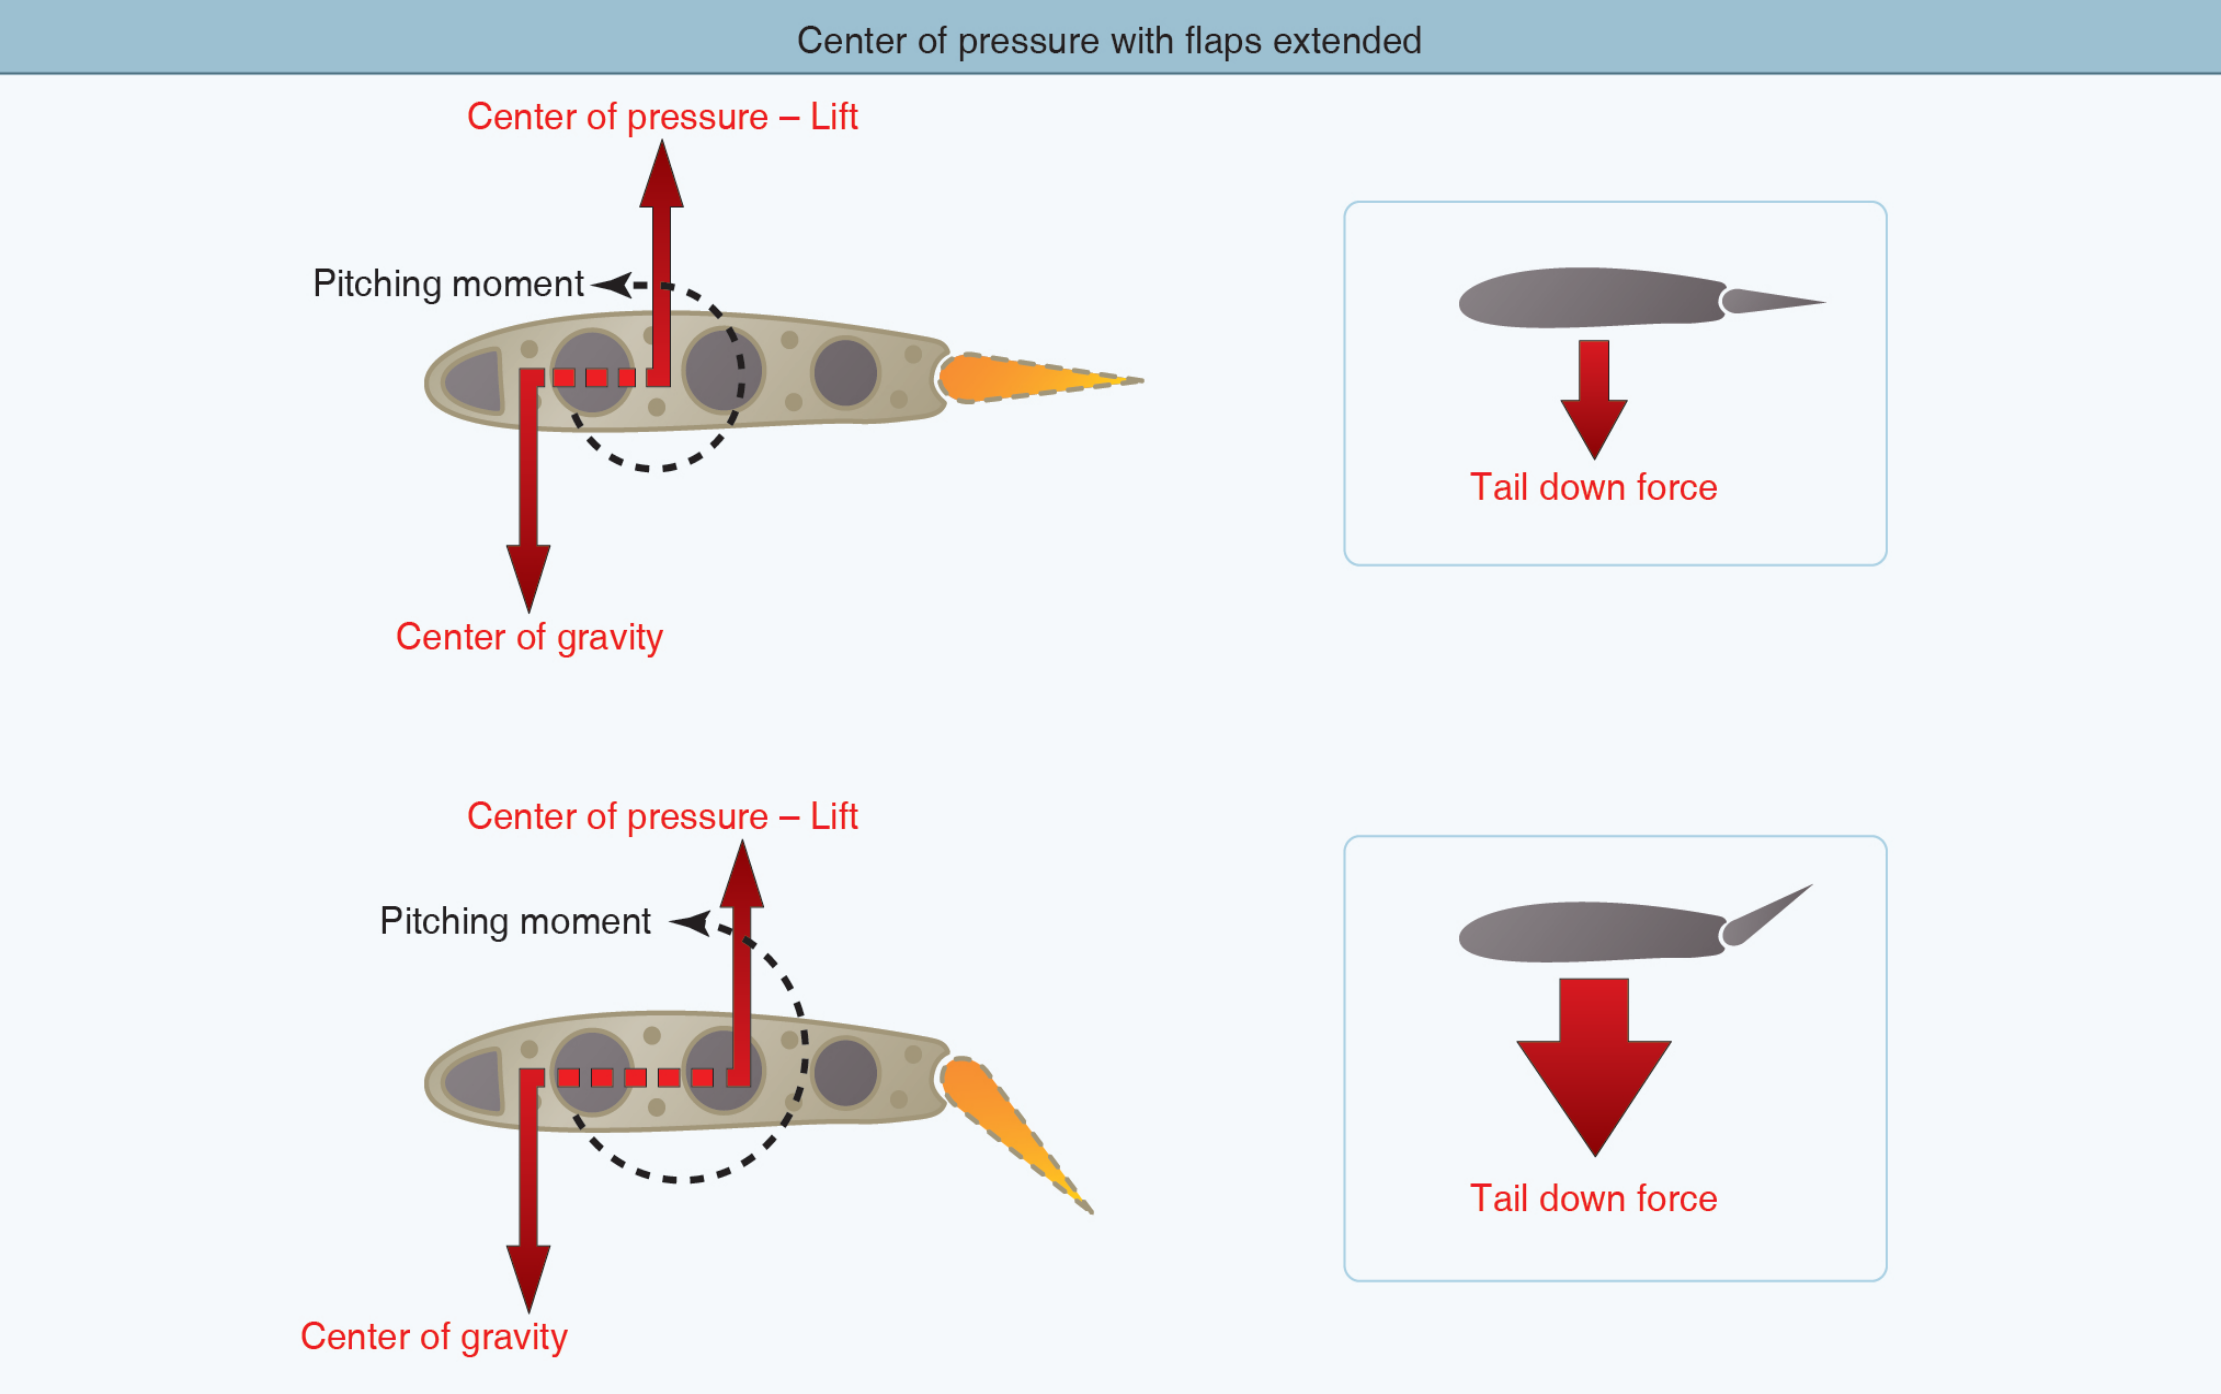 Center of pressure with flaps extended
Center of pressure – Lift
Pitching moment
Center of gravity
Tail down force
Center of pressure – Lift
Pitching moment
Center of gravity
Tail down force